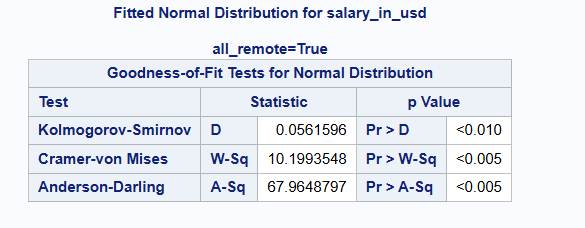 Fitted Normal Distribution for salary_in_usd
all_remote=True
Goodness-of-Fit Tests for Normal Distribution
Test Statistic p Value
Kolmogorov-Smirnov D 0.0561596 Pr > D <0.010
Cramer-von Mises W-Sq 10.1993548 Pr > W-Sq <0.005
Anderson-Darling A-Sq 67.9648797 Pr > A-Sq <0.005